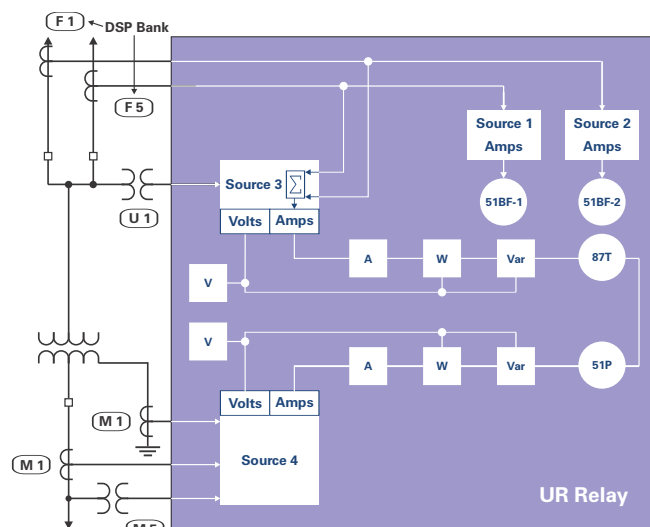 F 1
DSP Bank
F 5
Source 1
Amps
Source 2
Amps
Source 3
Σ
U 1
51BF-1
51BF-2
Volts
Amps
A
W
Var
87T
V
V
A
W
Var
51P
Volts
Amps
M 1
Source 4
M 1
UR Relay